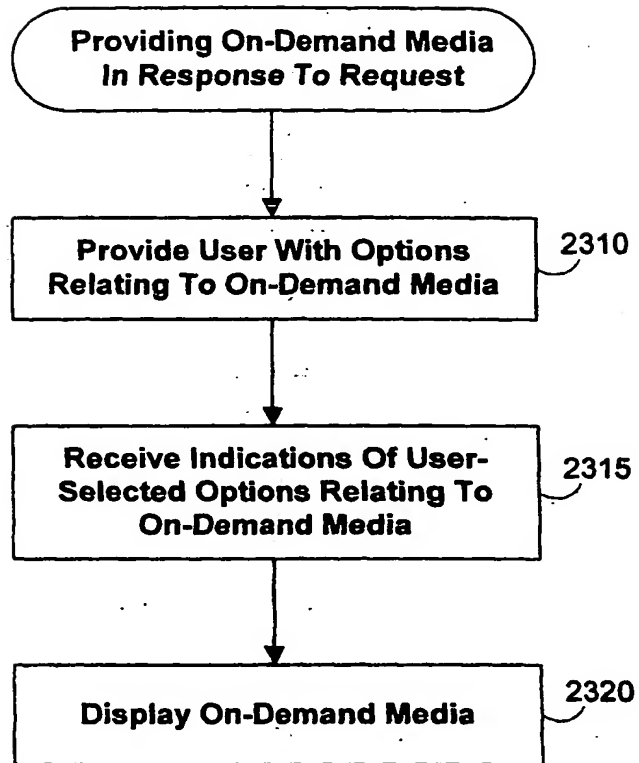 Providing On-Demand Media
In Response To Request
Provide User With Options
Relating To On-Demand Media
2310
Receive Indications Of User-
Selected Options Relating To
On-Demand Media
2315
Display On-Demand Media
2320